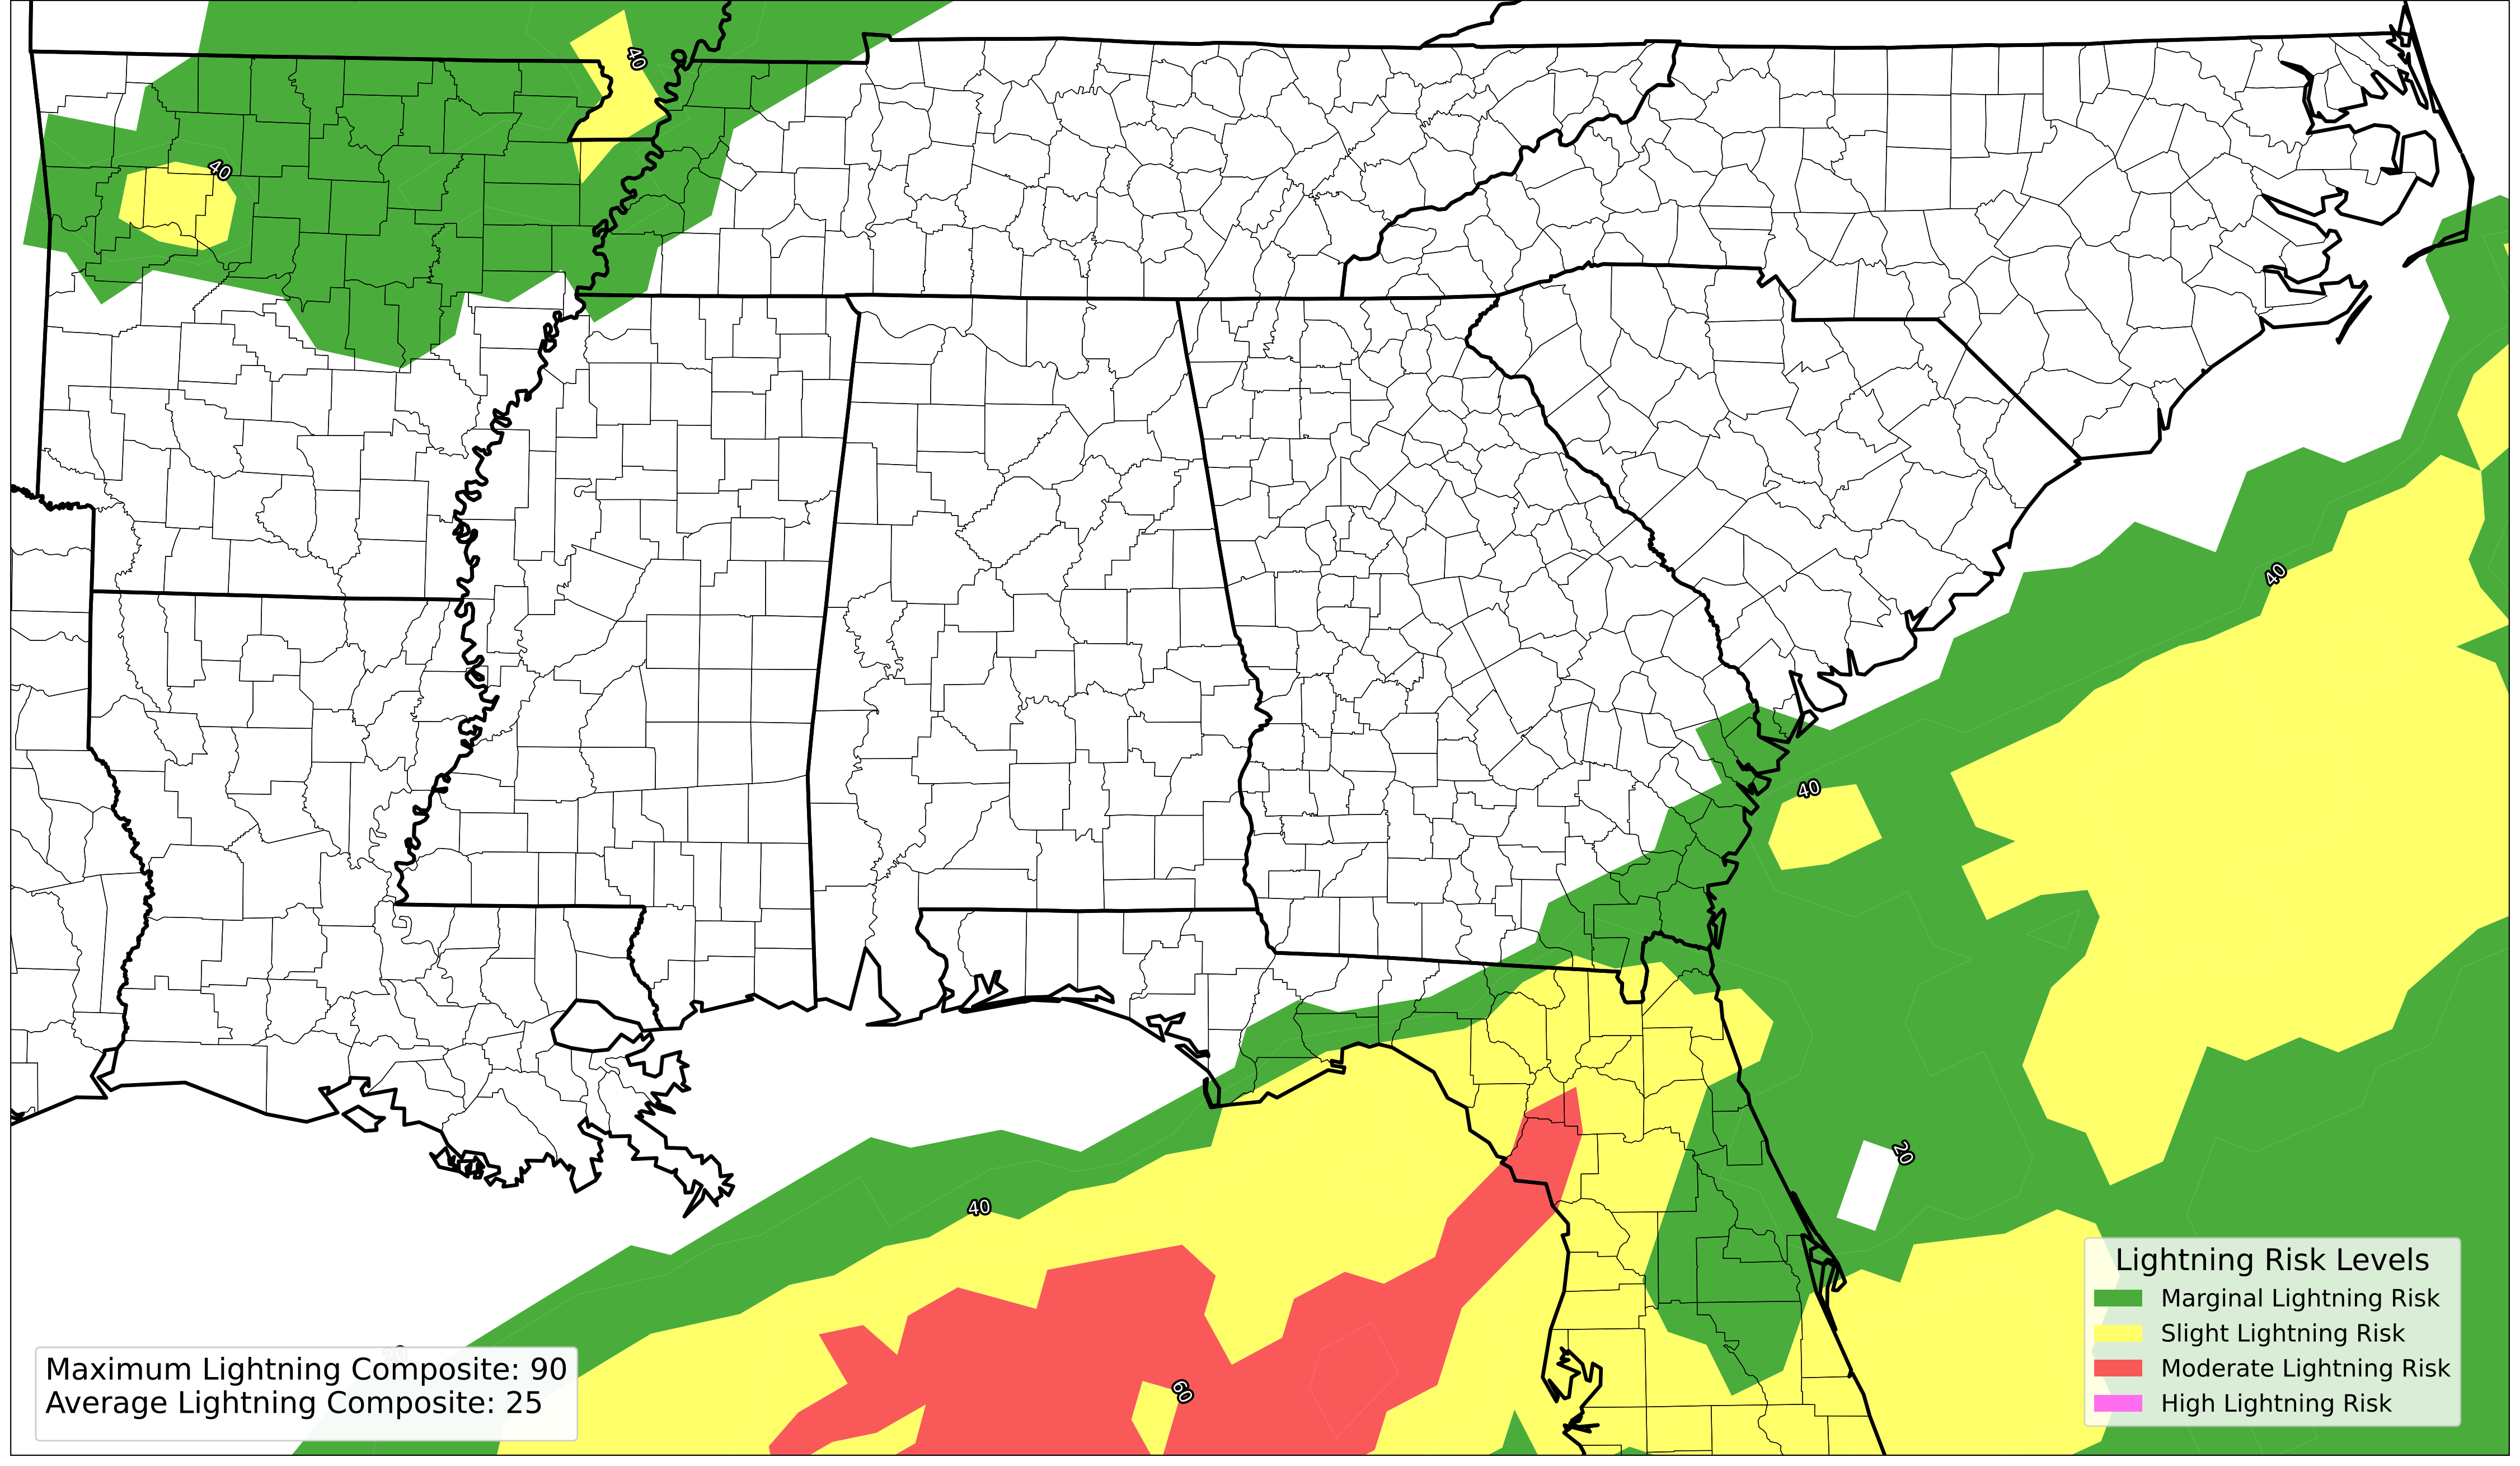 40
40
40
40
20
40
60
20
Maximum Lightning Composite: 90
Average Lightning Composite: 25
Lightning Risk Levels
Marginal Lightning Risk
Slight Lightning Risk
Moderate Lightning Risk
High Lightning Risk